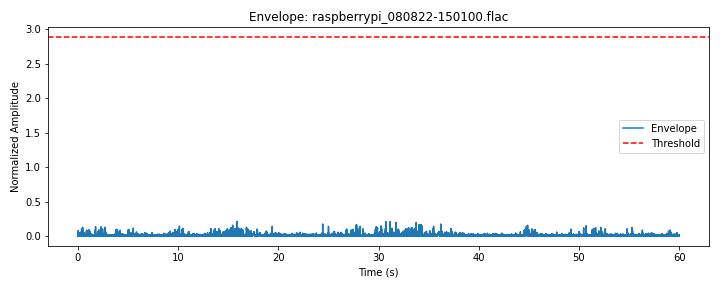 Envelope: raspberrypi_080822-150100.flac
3.0
2.5
2.0
1.5
1.0
0.5
0.0
Normalized Amplitude
Envelope
Threshold
0 10 20 30 40 50 60
Time (s)